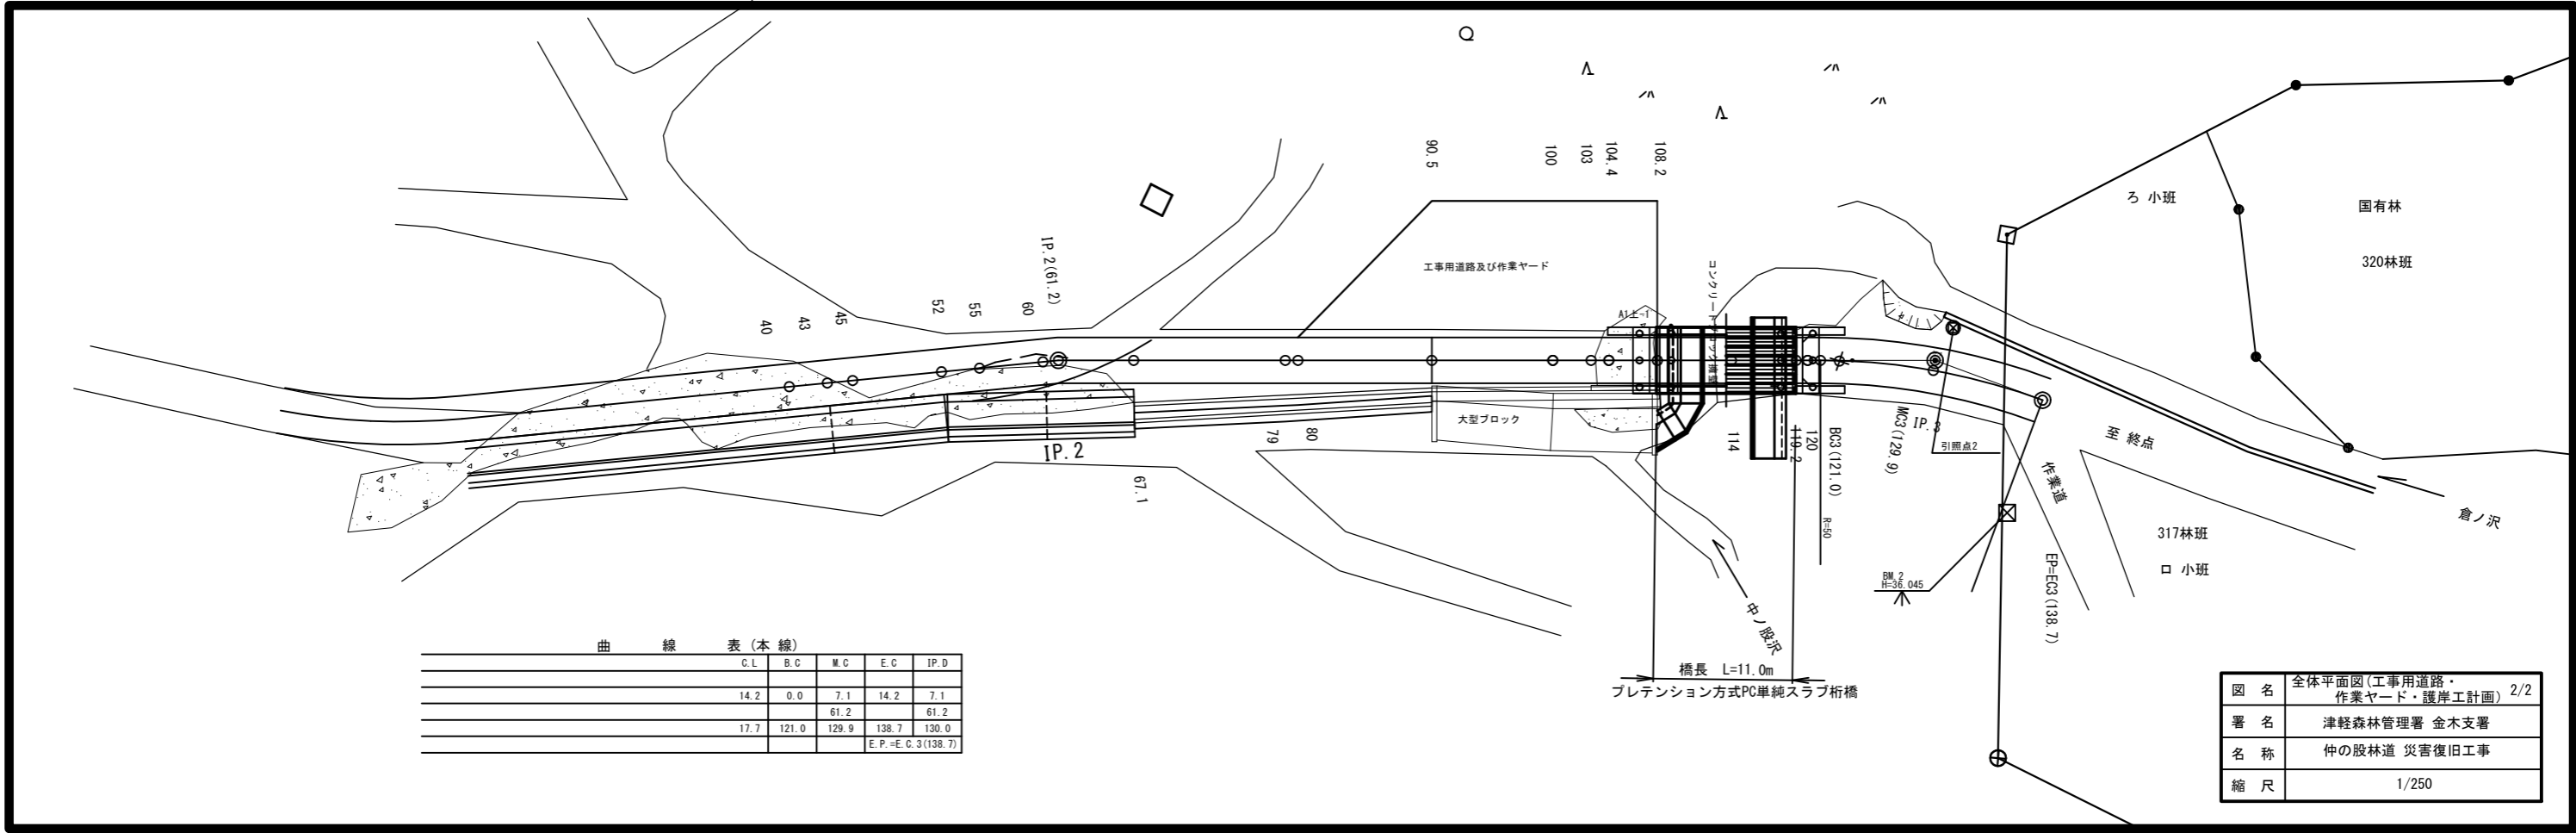 90.5
100
103
104.4
108.2
ろ 小班
国有林
320林班
工事用道路及び作業ヤード
A1上-1
IP.2(61.2)
40
43
45
52
55
60
大型ブロック
IP.2
67.1
79
80
114
119.2
120
BC3(121.0)
R=50
MC3(129.9)
IP.3
引照点2
至 終点
作業道
倉ノ沢
317林班
ロ 小班
BM.2
H=36.045
EP=EC3(138.7)
中ノ股沢
橋長 L=11.0m
プレテンション方式PC単純スラブ桁橋
曲 線 表(本 線)
C.L B.C M.C E.C IP.D
14.2 0.0 7.1 14.2 7.1
61.2 61.2
17.7 121.0 129.9 138.7 130.0
E.P.=E.C.3(138.7)
図 名 全体平面図(工事用道路・
作業ヤード・護岸工計画) 2/2
署 名 津軽森林管理署 金木支署
名 称 仲の股林道 災害復旧工事
縮 尺 1/250